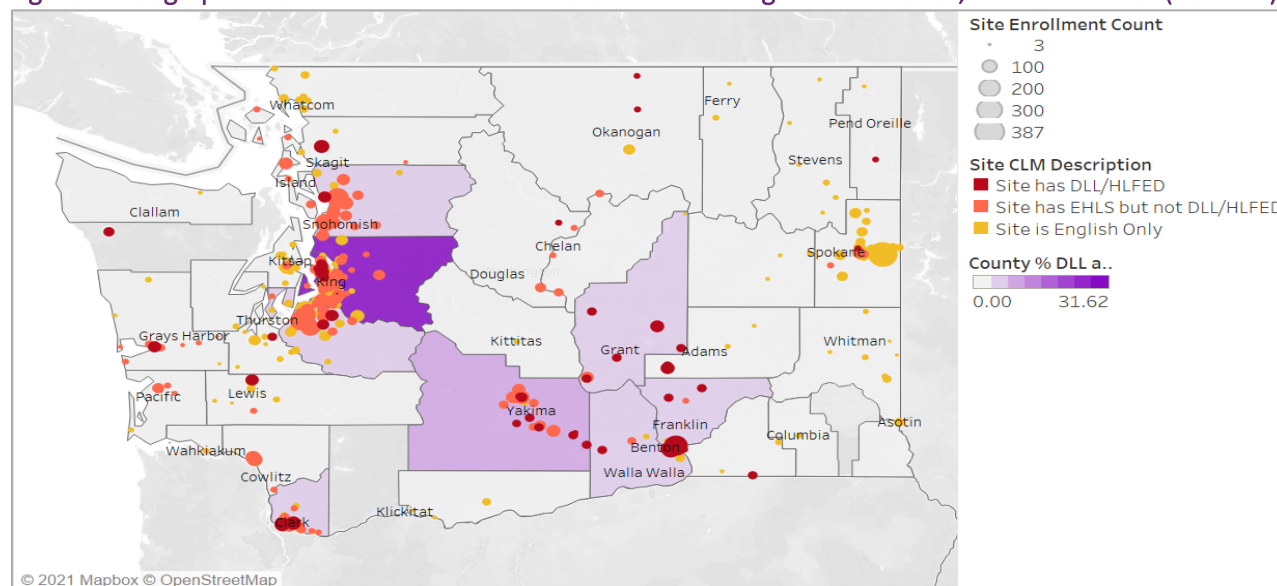 Site Enrollment Count
3
100
200
300
387
Site CLM Description
Site has DLL/HLFED
Site has EHLS but not DLL/HLFED
Site is English Only
County % DLL a..
0.00 31.62
Whatcom
Ferry
Pend Oreille
Okanogan
Skagit
Stevens
Island
Clallam
Snohomish
Chelan
Spokane
Kitsap
King
Douglas
Thurston
Grays Harbor
Kittitas
Grant
Adams
Whitman
Pacific
Lewis
Yakima
Franklin
Asotin
Columbia
Wahkiakum
Benton
Cowlitz
Walla Walla
Klickitat
Clark
© 2021 Mapbox © OpenStreetMap